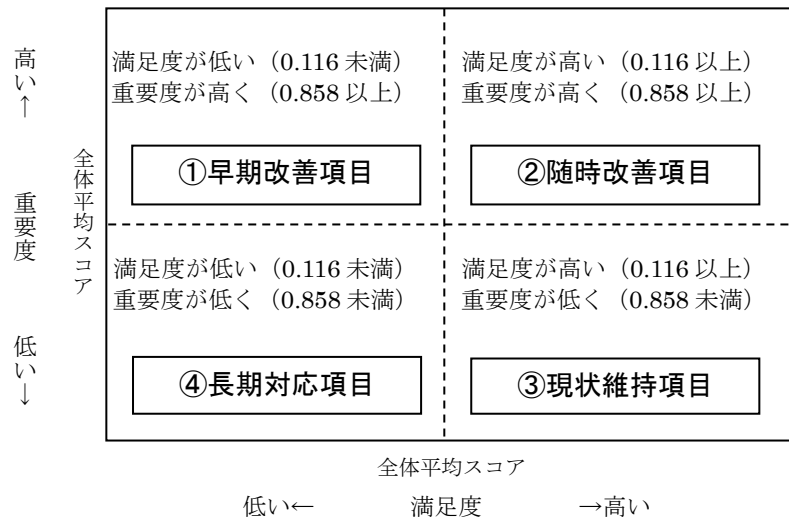 高い↑
重要度
低い↓
全体平均スコア
満足度が低い（0.116 未満）
重要度が高く（0.858 以上）
①早期改善項目
満足度が高い（0.116 以上）
重要度が高く（0.858 以上）
②随時改善項目
満足度が低い（0.116 未満）
重要度が低く（0.858 未満）
④長期対応項目
満足度が高い（0.116 以上）
重要度が低く（0.858 未満）
③現状維持項目
全体平均スコア
低い← 満足度 →高い